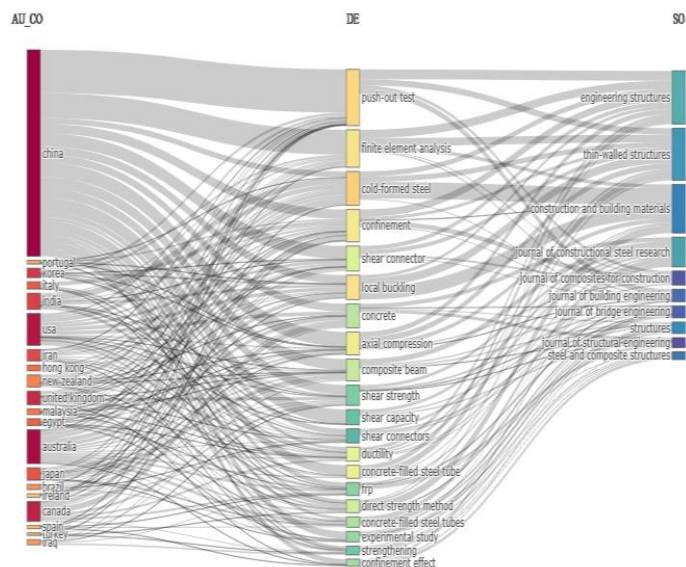 AU_CO
DE
SO
china
portugal
korea
italy
india
usa
iran
hong kong
new zealand
united kingdom
malaysia
egypt
australia
japan
brazil
ireland
canada
spain
turkey
iraq
push-out test
finite element analysis
cold-formed steel
confinement
shear connector
local buckling
concrete
axial compression
composite beam
shear strength
shear capacity
shear connectors
ductility
concrete-filled steel tube
frp
direct strength method
concrete-filled steel tubes
experimental study
strengthening
confinement effect
engineering structures
thin-walled structures
construction and building materials
journal of constructional steel research
journal of composites for construction
journal of building engineering
journal of bridge engineering
structures
journal of structural engineering
steel and composite structures